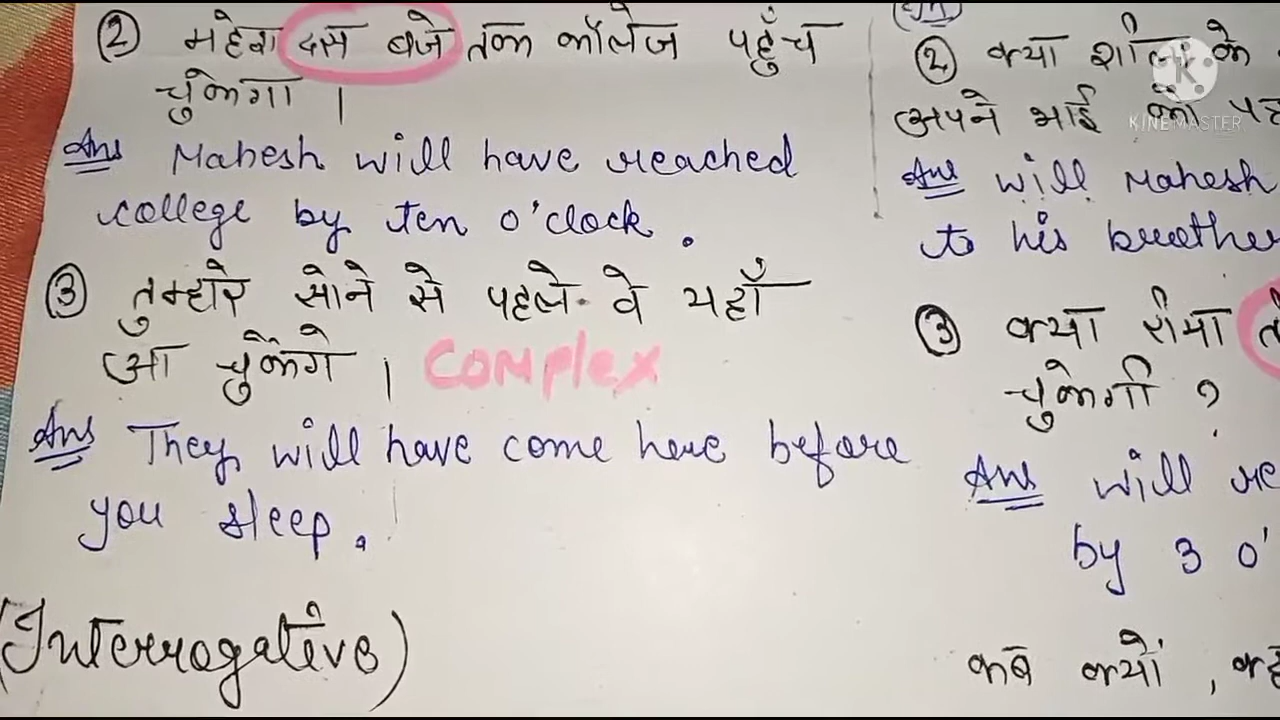 ② महेश दस बजे तक कॉलेज पहुँच
चुकेगा ।
Ans Mahesh will have reached
college by ten o'clock .
③ तुम्हारे सोने से पहले वे यहाँ
आ चुकेंगे । Complex
Ans They will have come here before
you sleep .
(Interrogative)
② क्या शीला के
अपने भाई को
Ans will Mahesh
to his brother
③ क्या सीमा
चुकेगी ?
Ans will
by 3 o'
कब क्यों ,
K
KINEMASTER